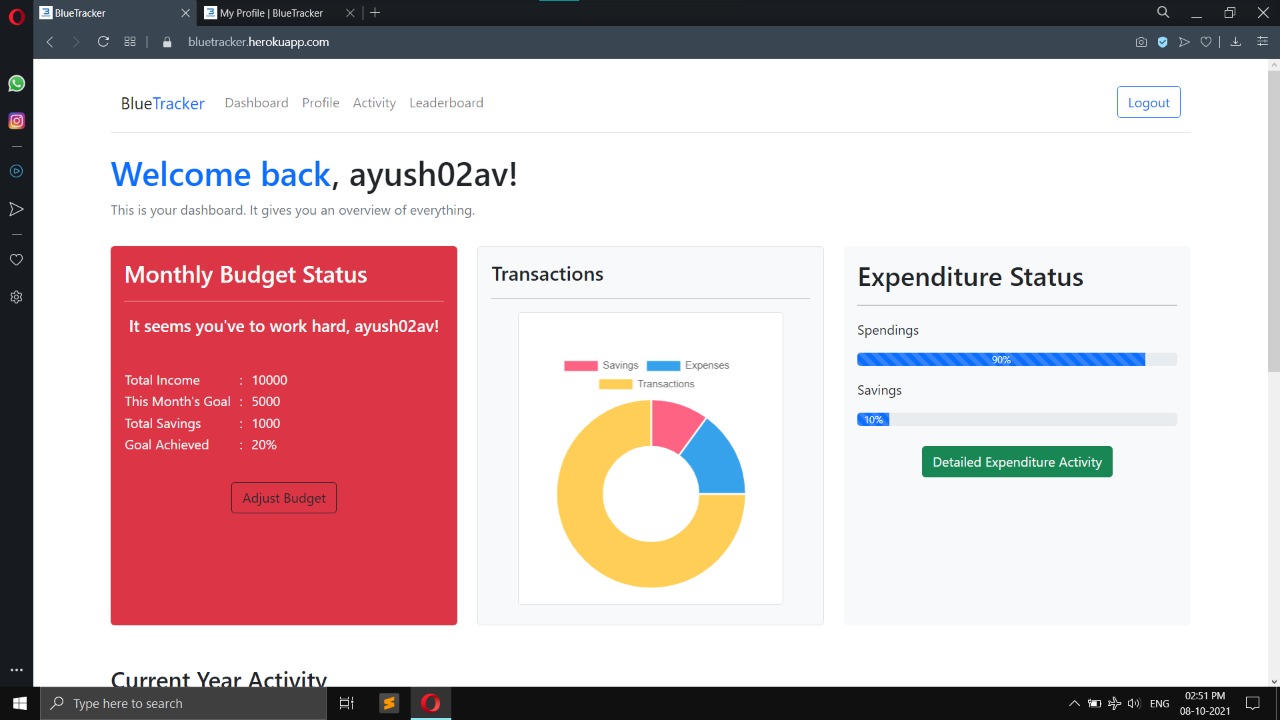 BlueTracker
My Profile | BlueTracker
bluetracker.herokuapp.com
BlueTracker
Dashboard
Profile
Activity
Leaderboard
Logout
Welcome back, ayush02av!
This is your dashboard. It gives you an overview of everything.
Monthly Budget Status
It seems you've to work hard, ayush02av!
Total Income : 10000
This Month's Goal : 5000
Total Savings : 1000
Goal Achieved : 20%
Adjust Budget
Transactions
Savings
Expenses
Transactions
Expenditure Status
Spendings
90%
Savings
10%
Detailed Expenditure Activity
Current Year Activity
Type here to search
ENG
02:51 PM
08-10-2021